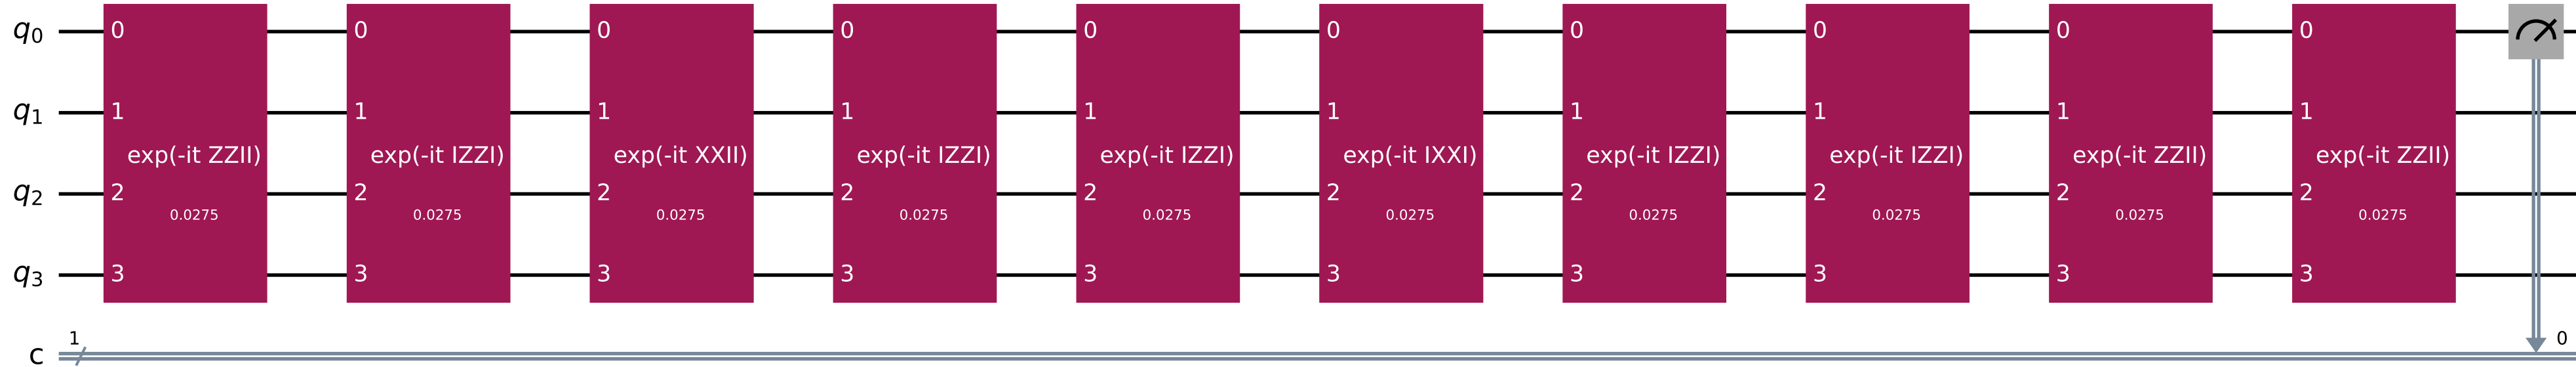 q0 0 0 0 0 0 0 0 0 0 0
q1 1 1 1 1 1 1 1 1 1 1
exp(-it ZZII) exp(-it IZZI) exp(-it XXII) exp(-it IZZI) exp(-it IZZI) exp(-it IXXI) exp(-it IZZI) exp(-it IZZI) exp(-it ZZII) exp(-it ZZII)
q2 2 2 2 2 2 2 2 2 2 2
0.0275 0.0275 0.0275 0.0275 0.0275 0.0275 0.0275 0.0275 0.0275 0.0275
q3 3 3 3 3 3 3 3 3 3 3
1 0
c